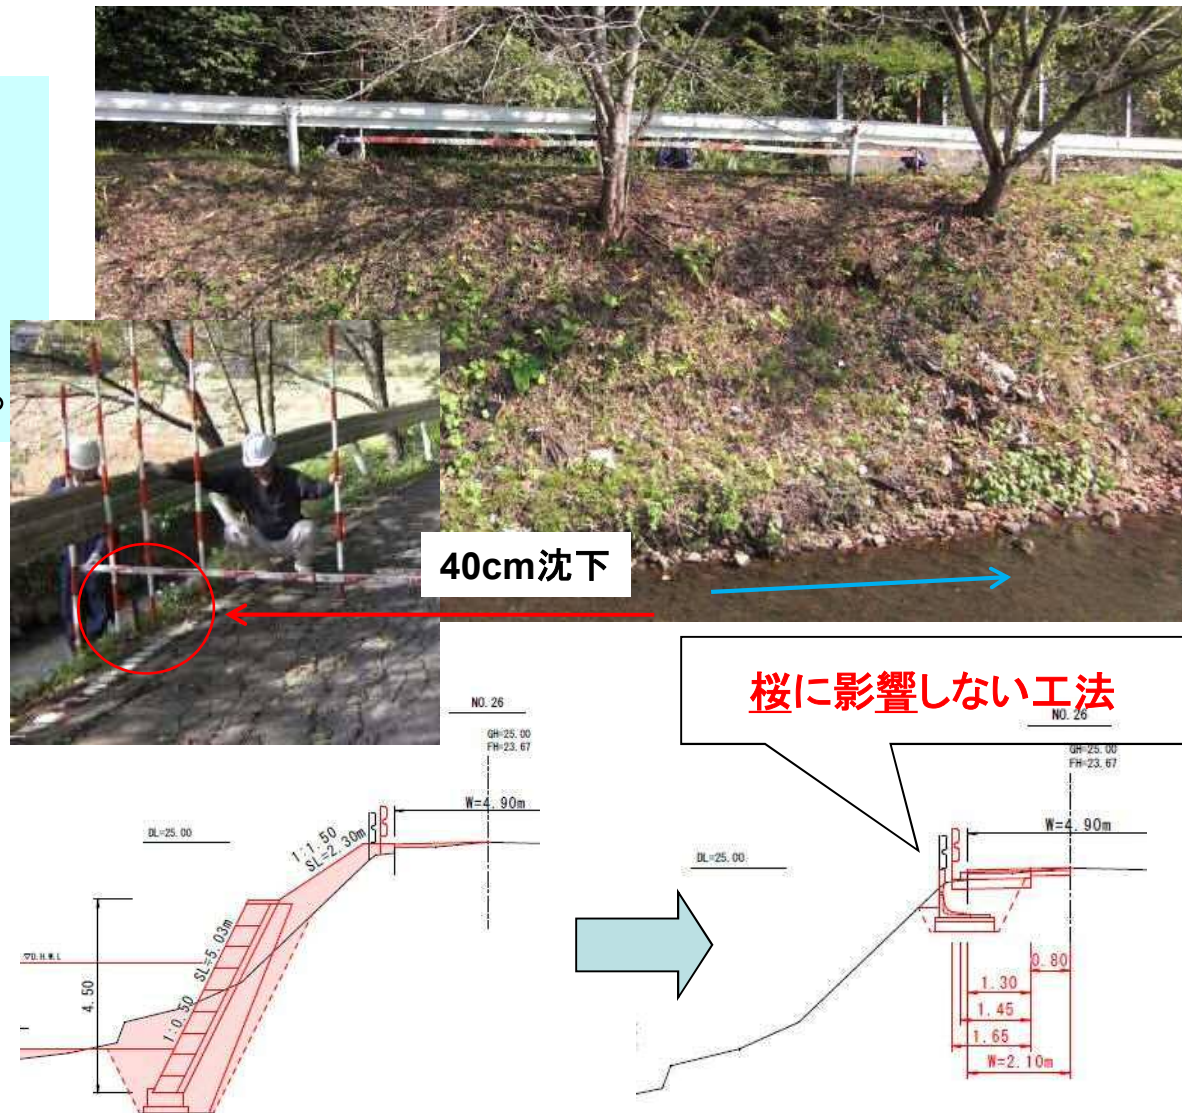 。
40cm沈下
桜に影響しない工法
NO.26
GH=25.00
FH=23.67
W=4.90m
DL=25.00
1:1.50
SL=2.30m
▽D.H.W.L
4.50
1:0.50
SL=5.03m
NO.26
GH=25.00
FH=23.67
W=4.90m
DL=25.00
0.80
1.30
1.45
1.65
W=2.10m